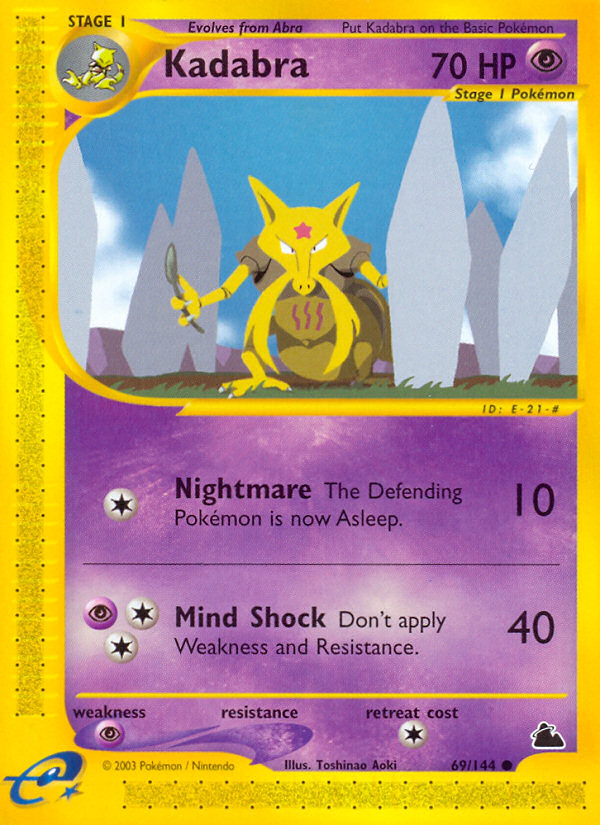 STAGE 1
Evolves from Abra
Put Kadabra on the Basic Pokémon
Kadabra
70 HP
Stage 1 Pokémon
ID: E-21-#
Nightmare The Defending
Pokémon is now Asleep.
10
Mind Shock Don't apply
Weakness and Resistance.
40
weakness
resistance
retreat cost
© 2003 Pokémon / Nintendo
Illus. Toshinao Aoki
69/144 ●